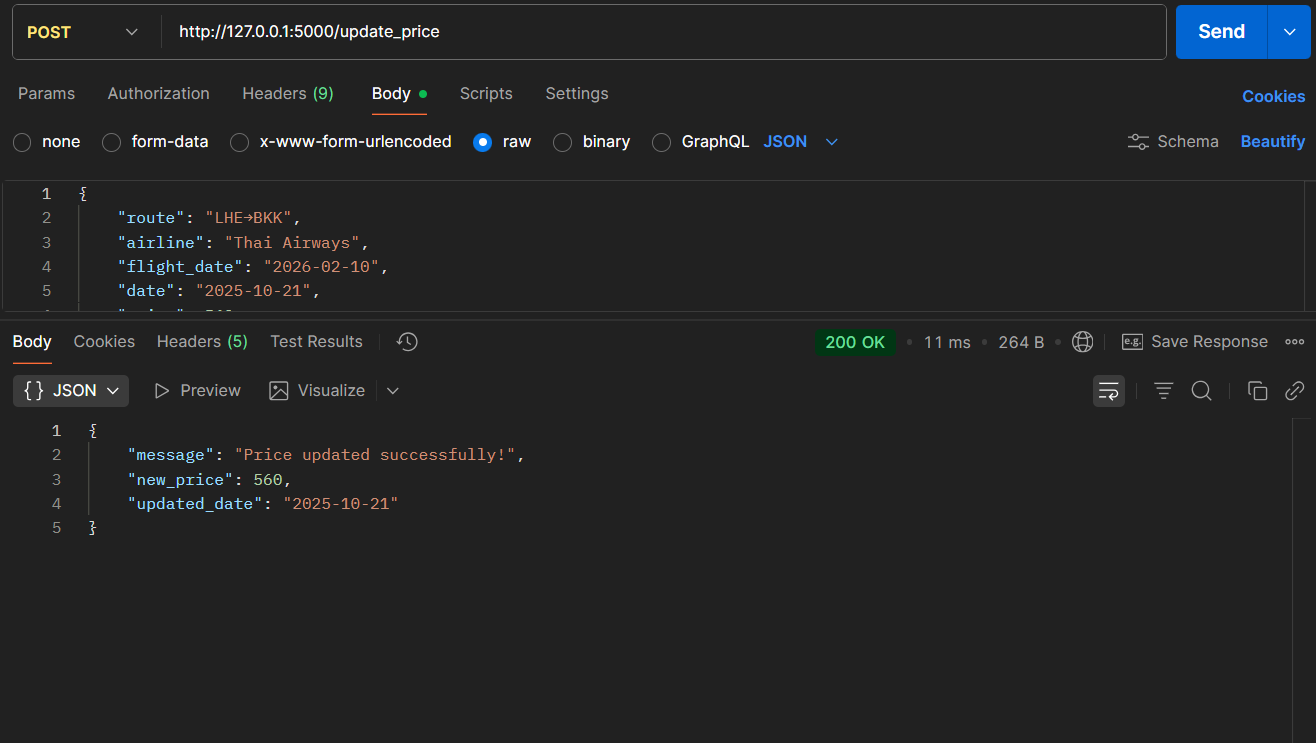 POST http://127.0.0.1:5000/update_price Send
Params Authorization Headers (9) Body Scripts Settings Cookies
none form-data x-www-form-urlencoded raw binary GraphQL JSON Schema Beautify
1 {
2 "route": "LHE→BKK",
3 "airline": "Thai Airways",
4 "flight_date": "2026-02-10",
5 "date": "2025-10-21",
Body Cookies Headers (5) Test Results 200 OK • 11 ms • 264 B • e.g. Save Response
{} JSON Preview Visualize
1 {
2 "message": "Price updated successfully!",
3 "new_price": 560,
4 "updated_date": "2025-10-21"
5 }